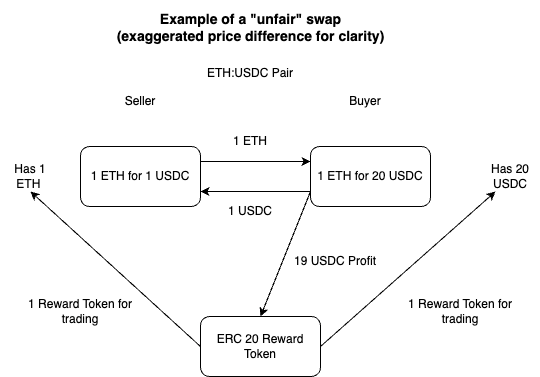 Example of a "unfair" swap
(exaggerated price difference for clarity)
ETH:USDC Pair
Seller
Buyer
1 ETH
Has 1
ETH
1 ETH for 1 USDC
1 ETH for 20 USDC
Has 20
USDC
1 USDC
19 USDC Profit
1 Reward Token for
trading
1 Reward Token for
trading
ERC 20 Reward
Token